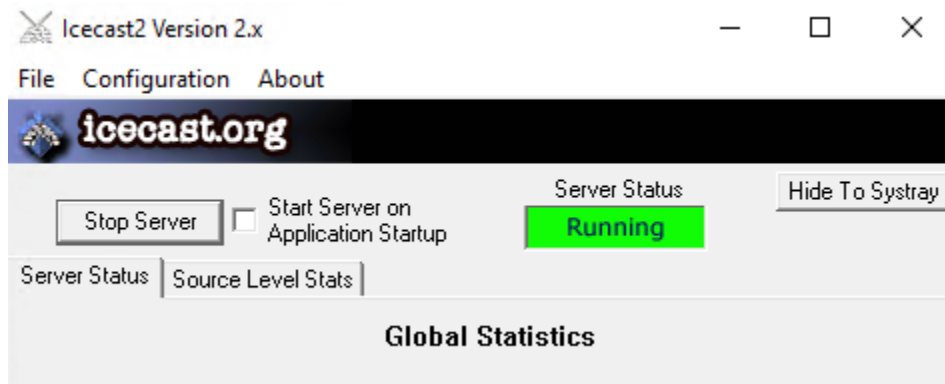 Icecast2 Version 2.x
File Configuration About
icecast.org
Stop Server
Start Server on
Application Startup
Server Status
Running
Hide To Systray
Server Status
Source Level Stats
Global Statistics